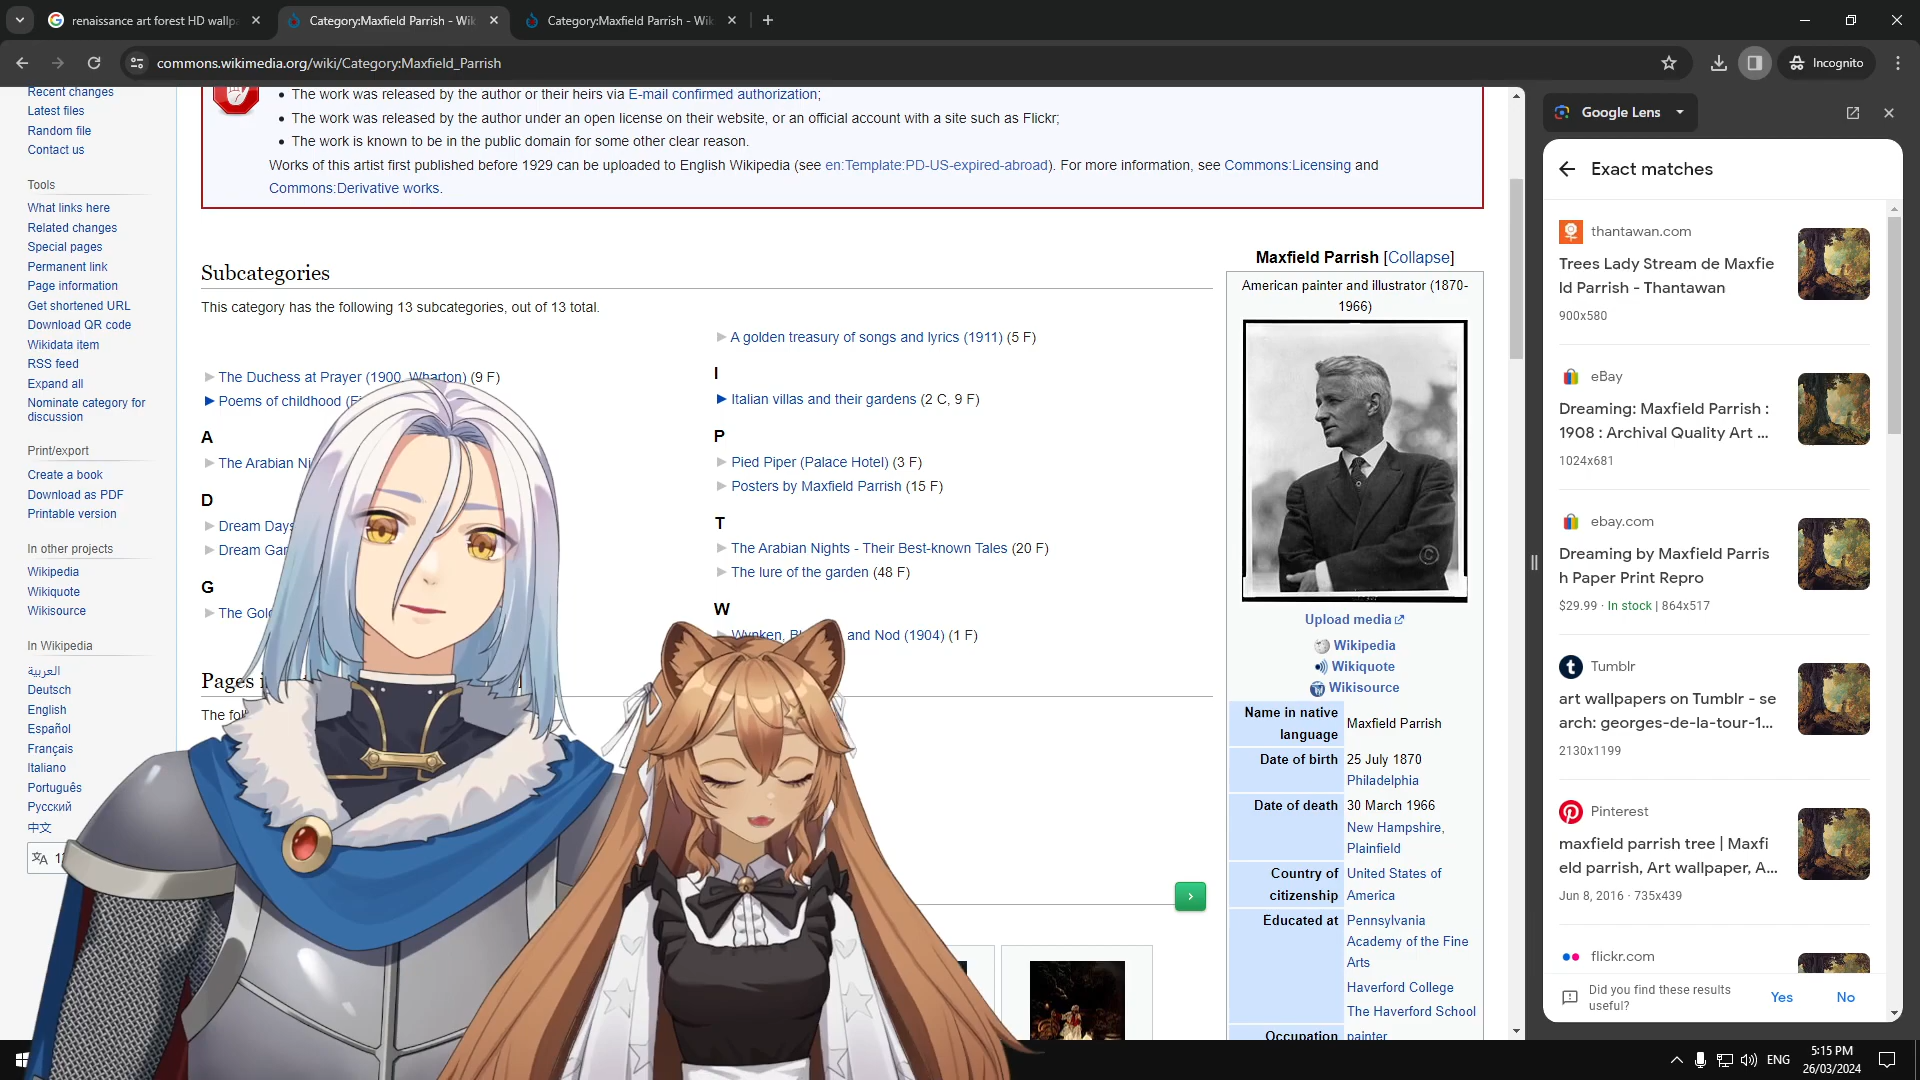 renaissance art forest HD wallpa
Category:Maxfield Parrish - Wik
Category:Maxfield Parrish - Wik
commons.wikimedia.org/wiki/Category:Maxfield_Parrish
Incognito
Recent changes
Latest files
Random file
Contact us
Tools
What links here
Related changes
Special pages
Permanent link
Page information
Get shortened URL
Download QR code
Wikidata item
RSS feed
Expand all
Nominate category for
discussion
Print/export
Create a book
Download as PDF
Printable version
In other projects
Wikipedia
Wikiquote
Wikisource
In Wikipedia
العربية
Deutsch
English
Español
Français
Italiano
Português
Русский
中文
• The work was released by the author or their heirs via E-mail confirmed authorization;
• The work was released by the author under an open license on their website, or an official account with a site such as Flickr;
• The work is known to be in the public domain for some other clear reason.
Works of this artist first published before 1929 can be uploaded to English Wikipedia (see en:Template:PD-US-expired-abroad). For more information, see Commons:Licensing and
Commons:Derivative works.
Subcategories
This category has the following 13 subcategories, out of 13 total.
The Duchess at Prayer (1900, Wharton) (9 F)
Poems of childhood
A
The Arabian
D
Dream Days
Dream
G
The
A golden treasury of songs and lyrics (1911) (5 F)
I
Italian villas and their gardens (2 C, 9 F)
P
Pied Piper (Palace Hotel) (3 F)
Posters by Maxfield Parrish (15 F)
T
The Arabian Nights - Their Best-known Tales (20 F)
The lure of the garden (48 F)
W
Wynken, and Nod (1904) (1 F)
Pages
The
Maxfield Parrish [Collapse]
American painter and illustrator (1870-
1966)
Upload media
Wikipedia
Wikiquote
Wikisource
Name in native
language
Maxfield Parrish
Date of birth
25 July 1870
Philadelphia
Date of death
30 March 1966
New Hampshire,
Plainfield
Country of
citizenship
United States of
America
Educated at
Pennsylvania
Academy of the Fine
Arts
Haverford College
The Haverford School
Occupation
painter
Google Lens
Exact matches
thantawan.com
Trees Lady Stream de Maxfie
ld Parrish - Thantawan
900x580
eBay
Dreaming: Maxfield Parrish :
1908 : Archival Quality Art ...
1024x681
ebay.com
Dreaming by Maxfield Parris
h Paper Print Repro
$29.99 · In stock | 864x517
Tumblr
art wallpapers on Tumblr - se
arch: georges-de-la-tour-1...
2130x1199
Pinterest
maxfield parrish tree | Maxfi
eld parrish, Art wallpaper, A...
Jun 8, 2016 · 735x439
flickr.com
Did you find these results
useful?
Yes
No
ENG
5:15 PM
26/03/2024